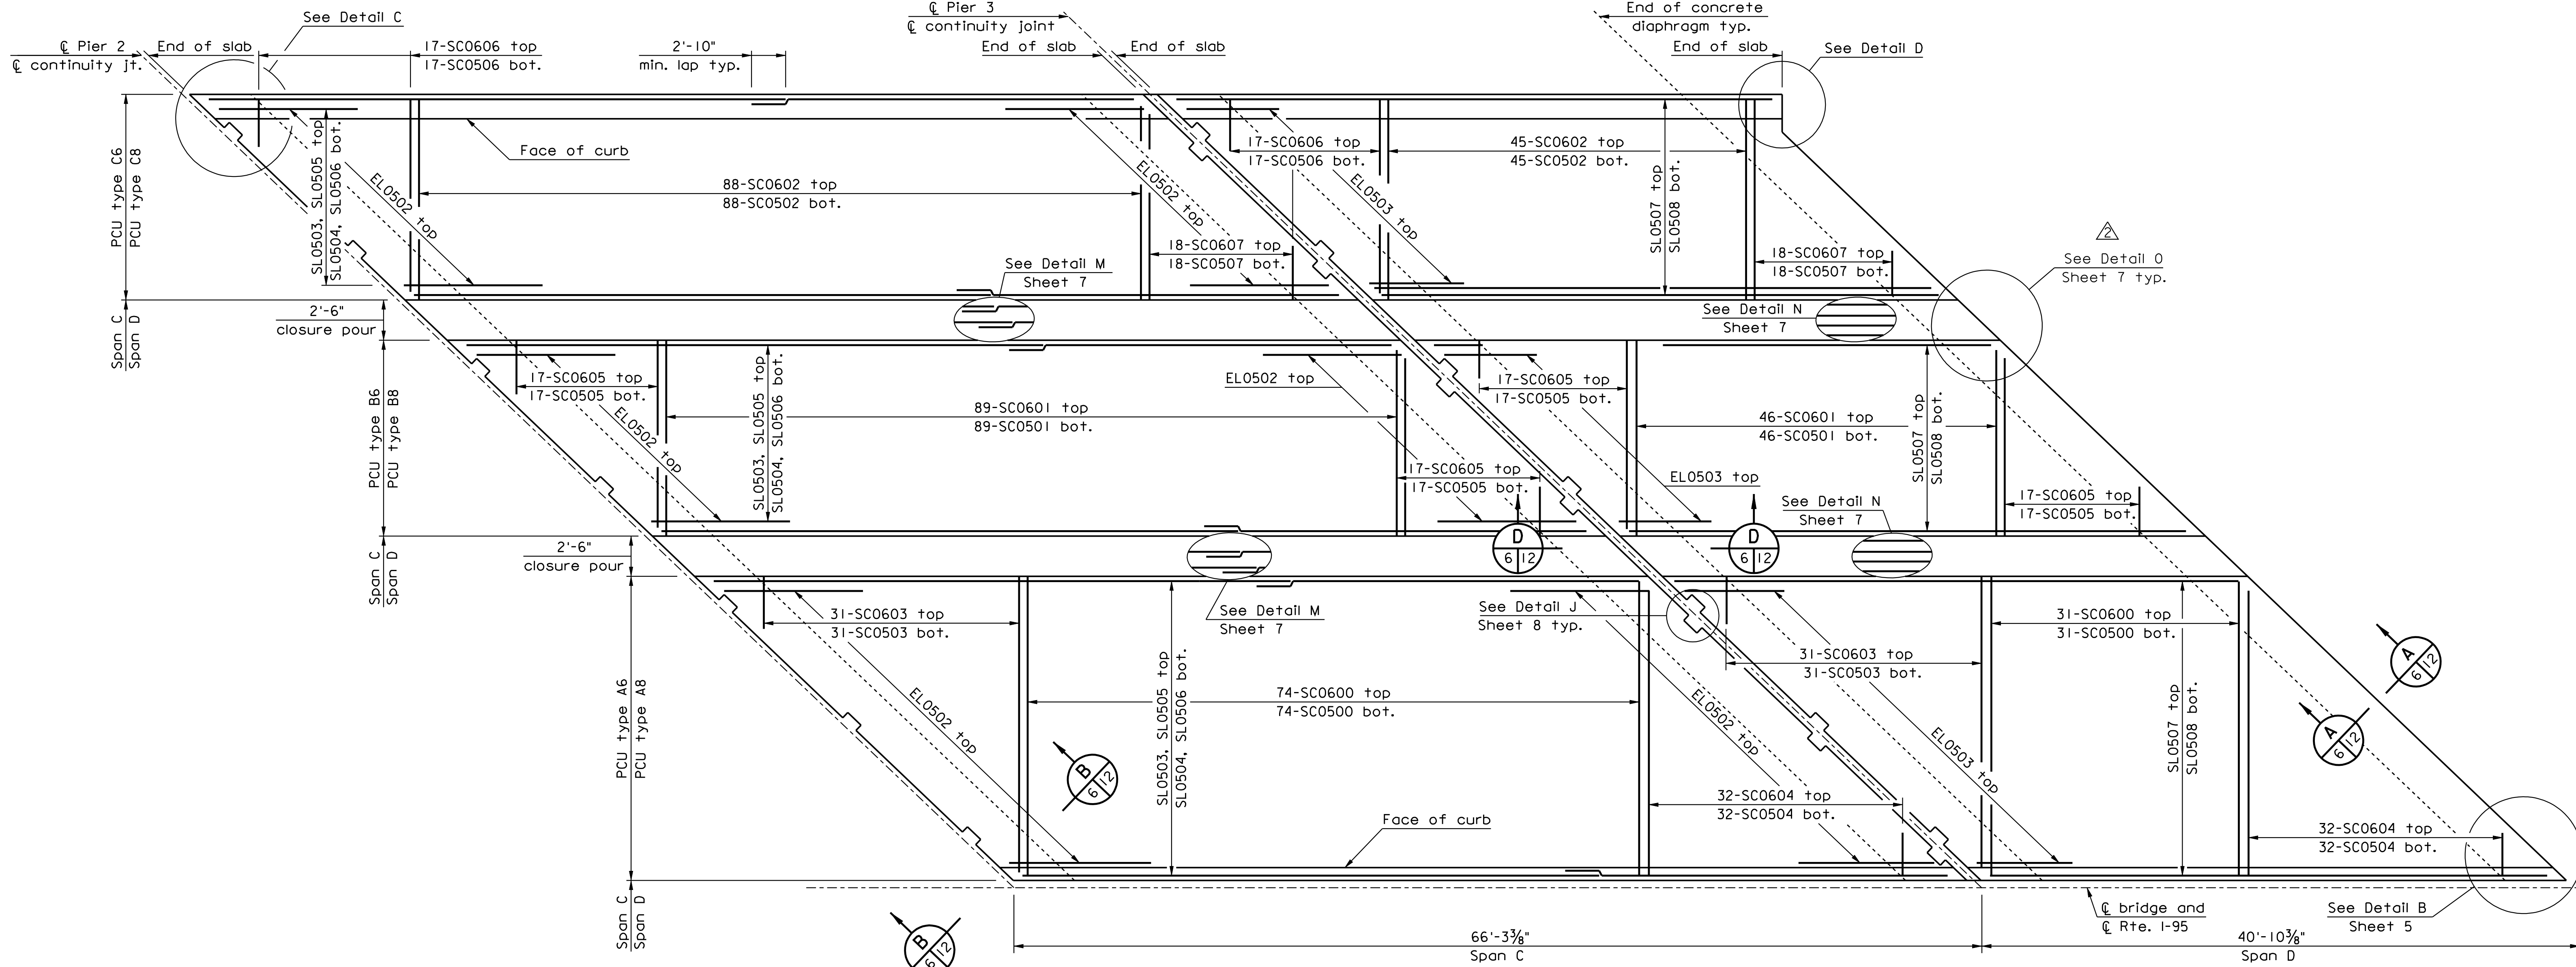 See Detail C
℄ Pier 2
℄ continuity jt.
End of slab
17-SC0606 top
17-SC0506 bot.
2'-10"
min. lap typ.
℄ Pier 3
℄ continuity joint
End of slab
End of slab
End of concrete
diaphragm typ.
End of slab
See Detail D
PCU type C6
PCU type C8
SL0503, SL0505 top
SL0504, SL0506 bot.
EL0502 top
Face of curb
88-SC0602 top
88-SC0502 bot.
EL0502 top
18-SC0607 top
18-SC0507 bot.
17-SC0606 top
17-SC0506 bot.
EL0503 top
45-SC0602 top
45-SC0502 bot.
SL0507 top
SL0508 bot.
18-SC0607 top
18-SC0507 bot.
2
See Detail O
Sheet 7 typ.
See Detail M
Sheet 7
See Detail N
Sheet 7
2'-6"
closure pour
Span C
Span D
PCU type B6
PCU type B8
17-SC0605 top
17-SC0505 bot.
EL0502 top
SL0503, SL0505 top
SL0504, SL0506 bot.
89-SC0601 top
89-SC0501 bot.
EL0502 top
17-SC0605 top
17-SC0505 bot.
17-SC0605 top
17-SC0505 bot.
EL0503 top
46-SC0601 top
46-SC0501 bot.
SL0507 top
SL0508 bot.
17-SC0605 top
17-SC0505 bot.
See Detail N
Sheet 7
D
6 12
D
6 12
2'-6"
closure pour
Span C
Span D
See Detail M
Sheet 7
See Detail J
Sheet 8 typ.
PCU type A6
PCU type A8
31-SC0603 top
31-SC0503 bot.
EL0502 top
SL0503, SL0505 top
SL0504, SL0506 bot.
74-SC0600 top
74-SC0500 bot.
EL0502 top
31-SC0603 top
31-SC0503 bot.
EL0503 top
31-SC0600 top
31-SC0500 bot.
SL0507 top
SL0508 bot.
A
6 12
A
6 12
B
6 12
32-SC0604 top
32-SC0504 bot.
Face of curb
32-SC0604 top
32-SC0504 bot.
Span C
Span D
B
6 12
℄ bridge and
℄ Rte. I-95
See Detail B
Sheet 5
66'-3⅜"
Span C
40'-10⅜"
Span D